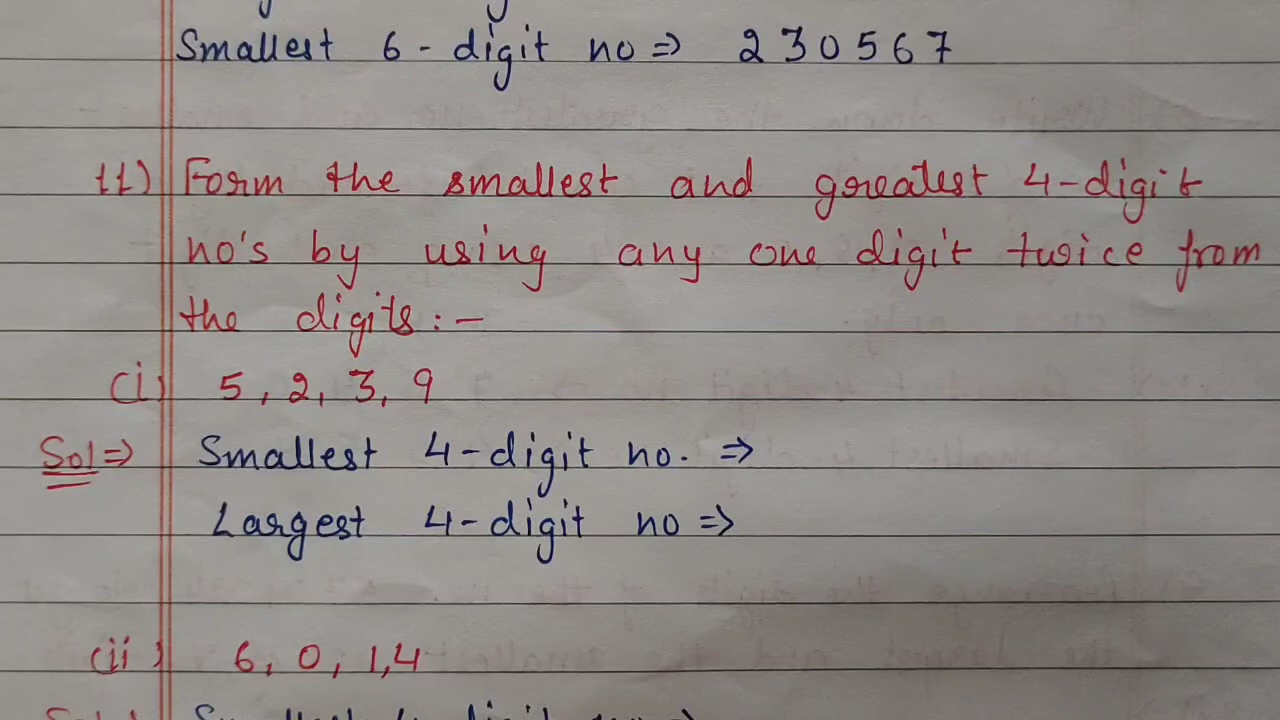 Smallest 6-digit no ⇒ 230567
11) Form the smallest and greatest 4-digit
no's by using any one digit twice from
the digits:-
(i) 5, 2, 3, 9
Sol ⇒ Smallest 4-digit no. ⇒
Largest 4-digit no ⇒
(ii) 6, 0, 1, 4